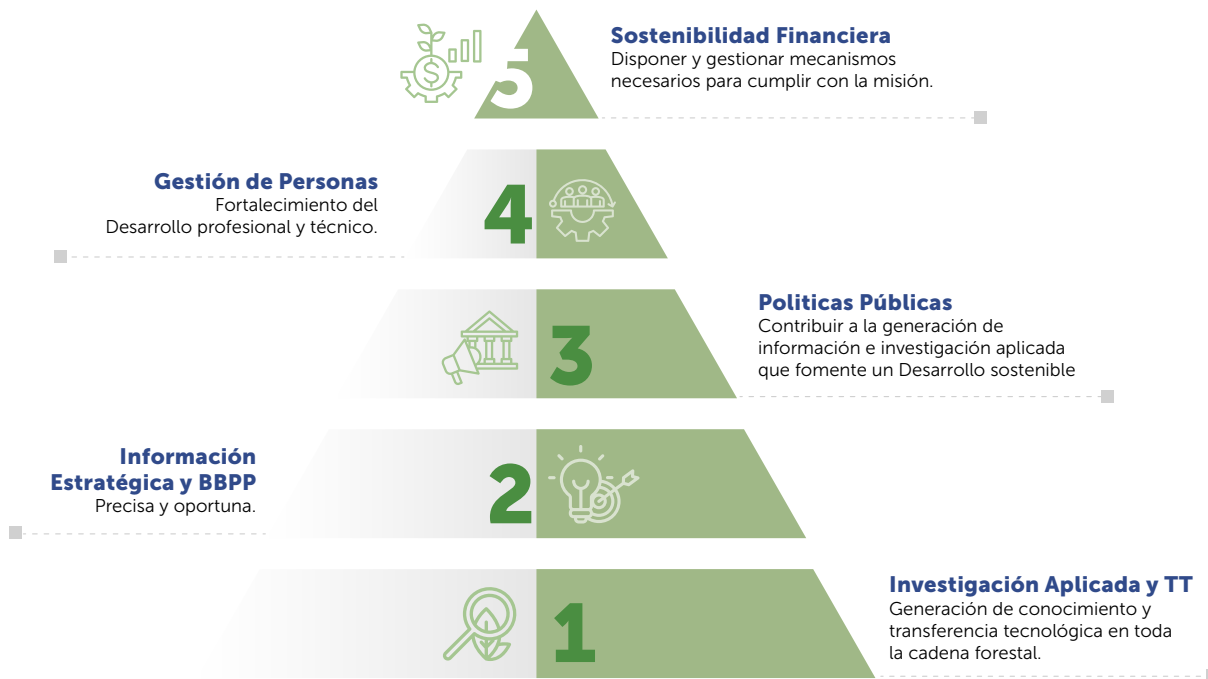 5
Sostenibilidad Financiera
Disponer y gestionar mecanismos
necesarios para cumplir con la misión.
Gestión de Personas
Fortalecimiento del
Desarrollo profesional y técnico.
4
3
Politicas Públicas
Contribuir a la generación de
información e investigación aplicada
que fomente un Desarrollo sostenible
Información
Estratégica y BBPP
Precisa y oportuna.
2
1
Investigación Aplicada y TT
Generación de conocimiento y
transferencia tecnológica en toda
la cadena forestal.